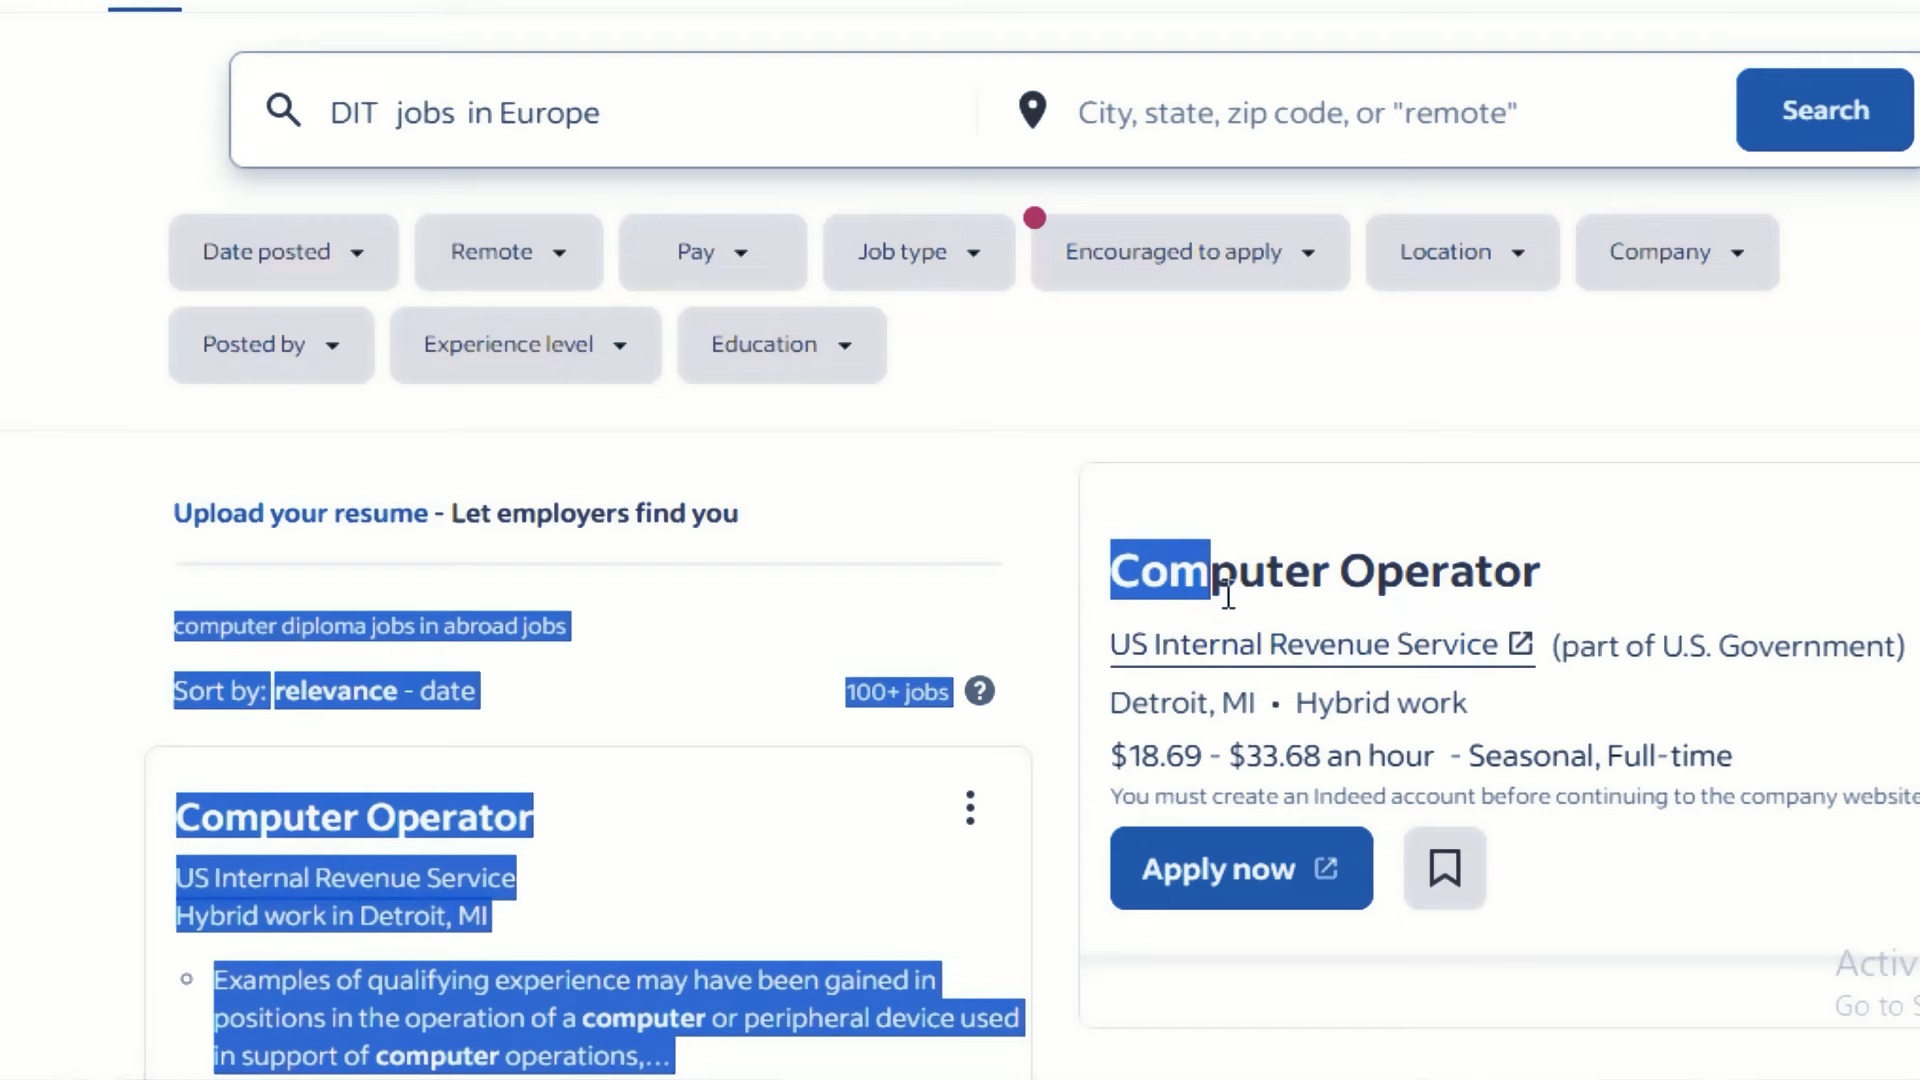 DIT jobs in Europe
City, state, zip code, or "remote"
Search
Date posted
Remote
Pay
Job type
Encouraged to apply
Location
Company
Posted by
Experience level
Education
Upload your resume - Let employers find you
computer diploma jobs in abroad jobs
Sort by: relevance - date
100+ jobs
?
Computer Operator
US Internal Revenue Service
Hybrid work in Detroit, MI
Examples of qualifying experience may have been gained in
positions in the operation of a computer or peripheral device used
in support of computer operations,...
Computer Operator
US Internal Revenue Service (part of U.S. Government)
Detroit, MI • Hybrid work
$18.69 - $33.68 an hour - Seasonal, Full-time
You must create an Indeed account before continuing to the company website
Apply now
Activ
Go to S